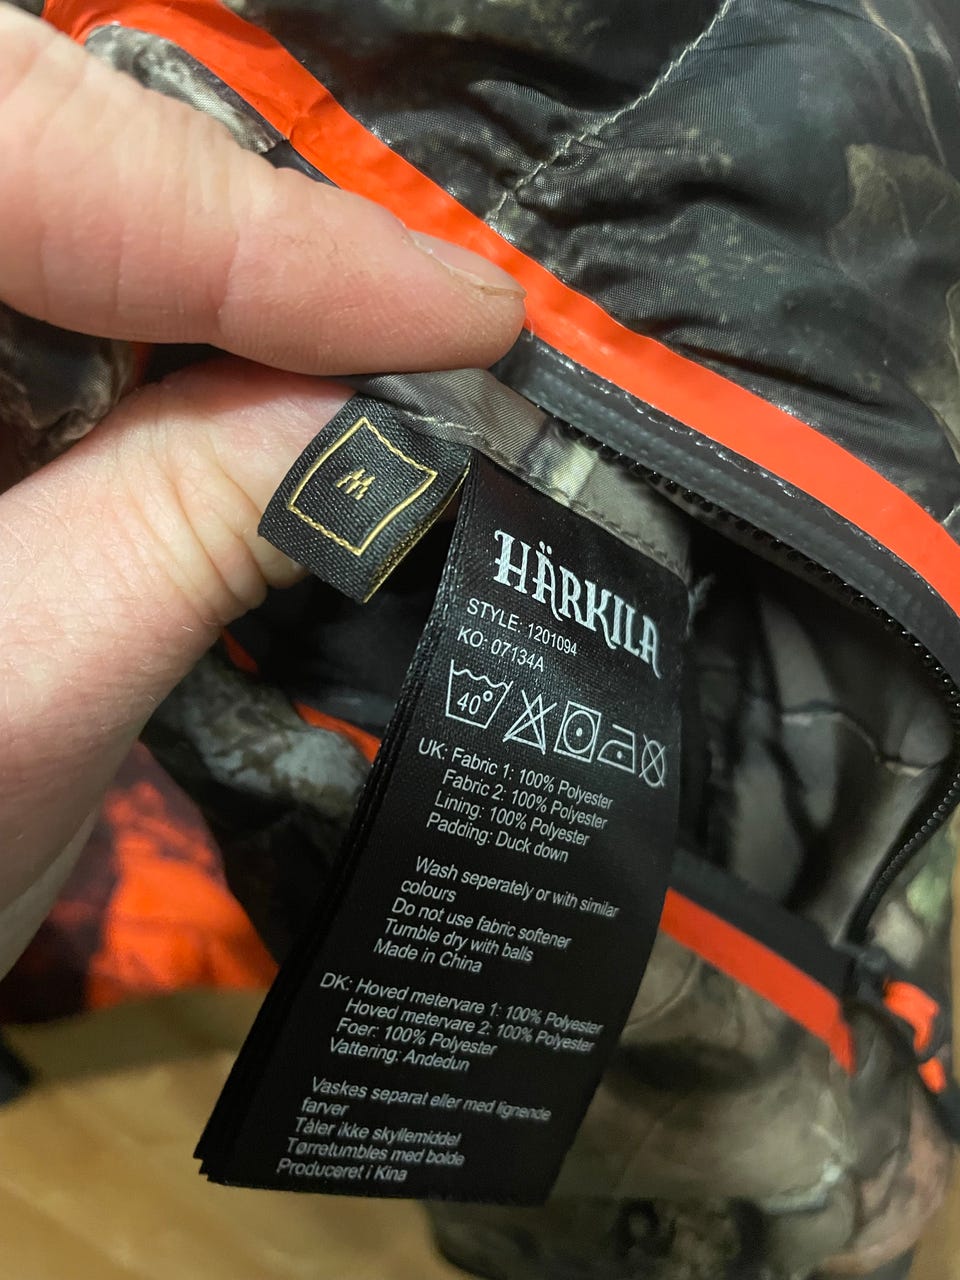 M
HÄRKILA
STYLE: 1201094
KO: 07134A
40°
UK: Fabric 1: 100% Polyester
Fabric 2: 100% Polyester
Lining: 100% Polyester
Padding: Duck down
Wash seperately or with similar
colours
Do not use fabric softener
Tumble dry with balls
Made in China
DK: Hoved metervare 1: 100% Polyester
Hoved metervare 2: 100% Polyester
Foer: 100% Polyester
Vattering: Andedun
Vaskes separat eller med lignende
farver
Tåler ikke skyllemiddel
Tørretumbles med bolde
Produceret i Kina